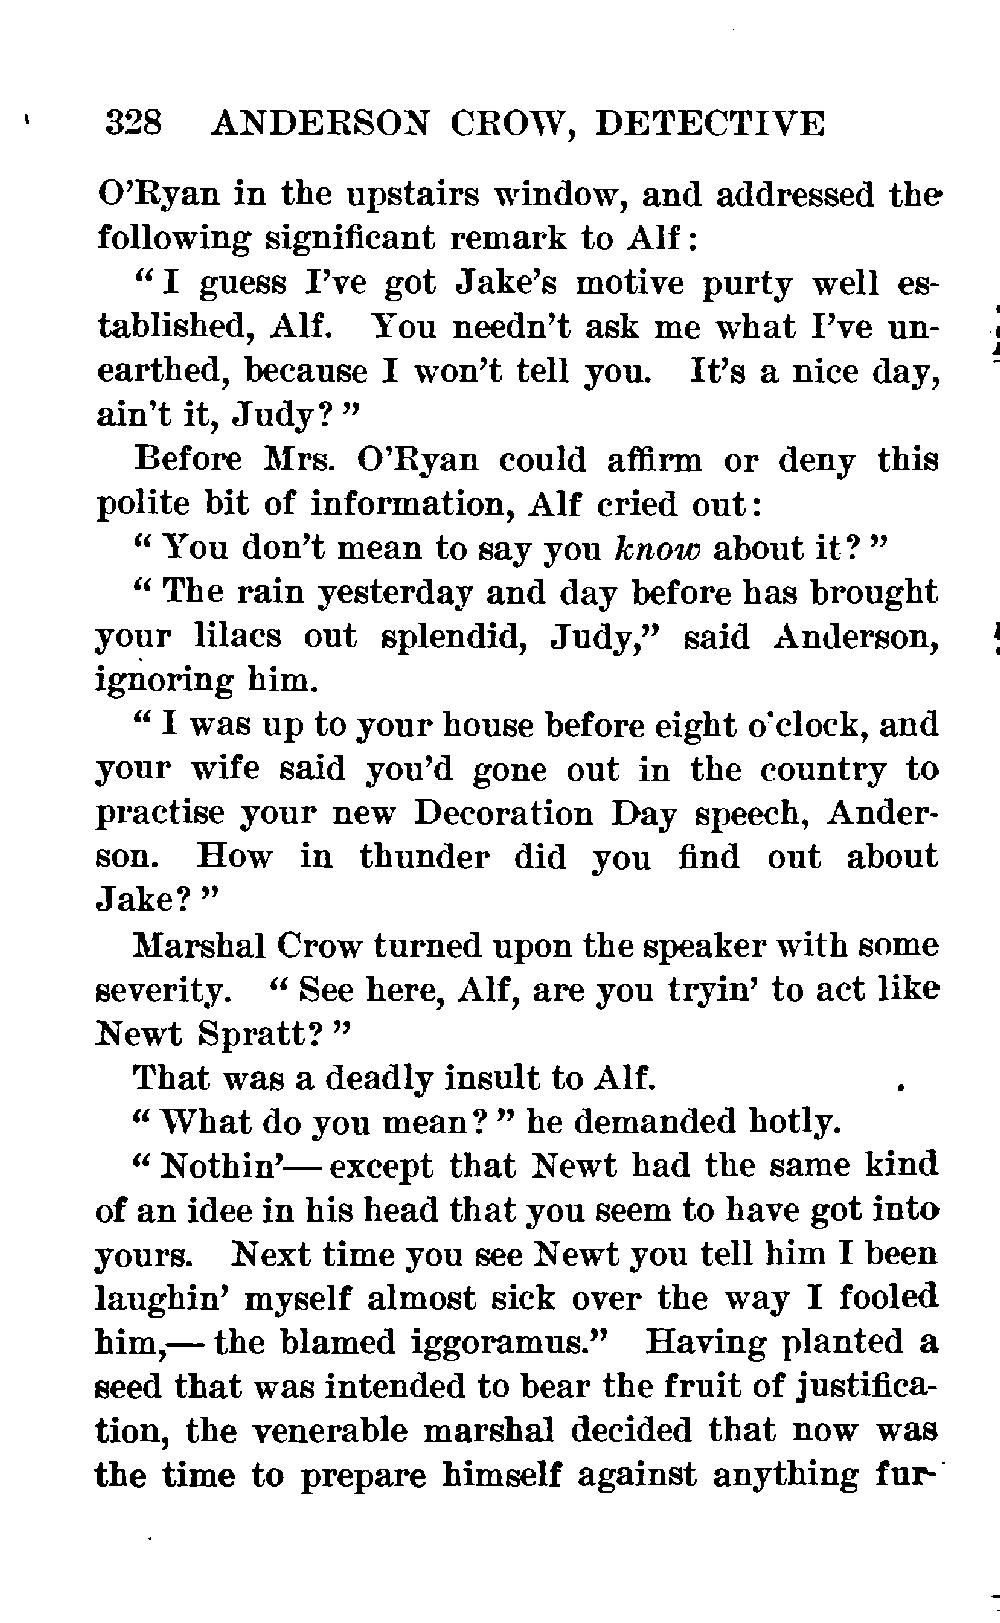 328 ANDERSON CROW, DETECTIVE
O'Ryan in the upstairs window, and addressed the
following significant remark to Alf:
"I guess I've got Jake's motive purty well es-
tablished, Alf. You needn't ask me what I've un-
earthed, because I won't tell you. It's a nice day,
ain't it, Judy?"
Before Mrs. O'Ryan could affirm or deny this
polite bit of information, Alf cried out:
"You don't mean to say you know about it?"
"The rain yesterday and day before has brought
your lilacs out splendid, Judy," said Anderson,
ignoring him.
"I was up to your house before eight o'clock, and
your wife said you'd gone out in the country to
practise your new Decoration Day speech, Ander-
son. How in thunder did you find out about
Jake?"
Marshal Crow turned upon the speaker with some
severity. "See here, Alf, are you tryin' to act like
Newt Spratt?"
That was a deadly insult to Alf.
"What do you mean?" he demanded hotly.
"Nothin'—except that Newt had the same kind
of an idee in his head that you seem to have got into
yours. Next time you see Newt you tell him I been
laughin' myself almost sick over the way I fooled
him,—the blamed iggoramus." Having planted a
seed that was intended to bear the fruit of justifica-
tion, the venerable marshal decided that now was
the time to prepare himself against anything fur-